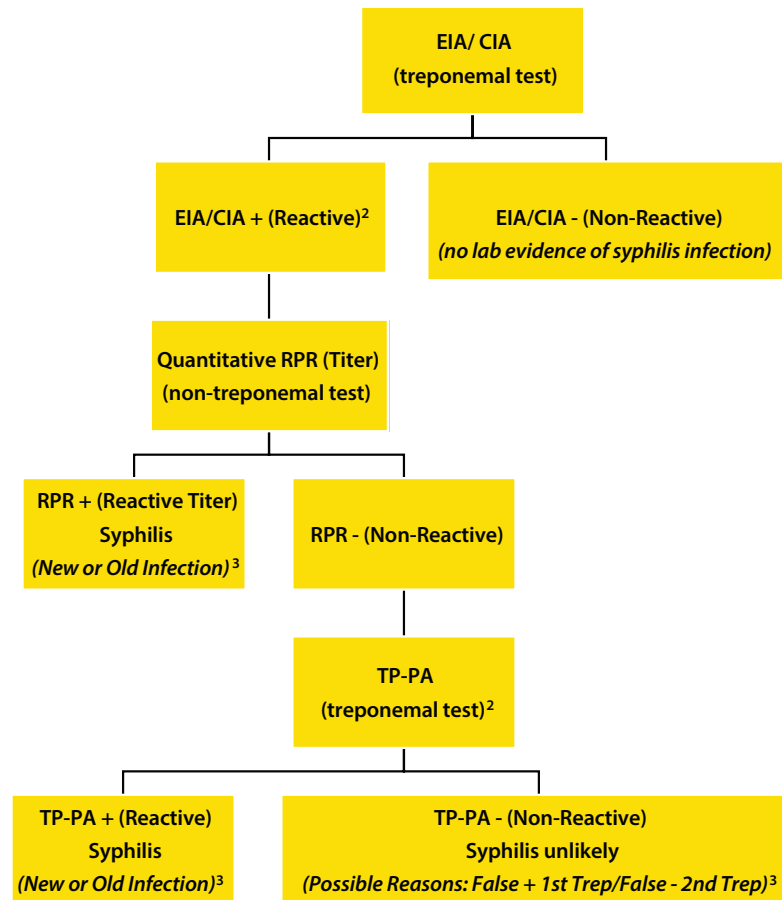 EIA/ CIA
(treponemal test)
EIA/CIA + (Reactive)²
EIA/CIA - (Non-Reactive)
(no lab evidence of syphilis infection)
Quantitative RPR (Titer)
(non-treponemal test)
RPR + (Reactive Titer)
Syphilis
(New or Old Infection)³
RPR - (Non-Reactive)
TP-PA
(treponemal test)²
TP-PA + (Reactive)
Syphilis
(New or Old Infection)³
TP-PA - (Non-Reactive)
Syphilis unlikely
(Possible Reasons: False + 1st Trep/False - 2nd Trep)³